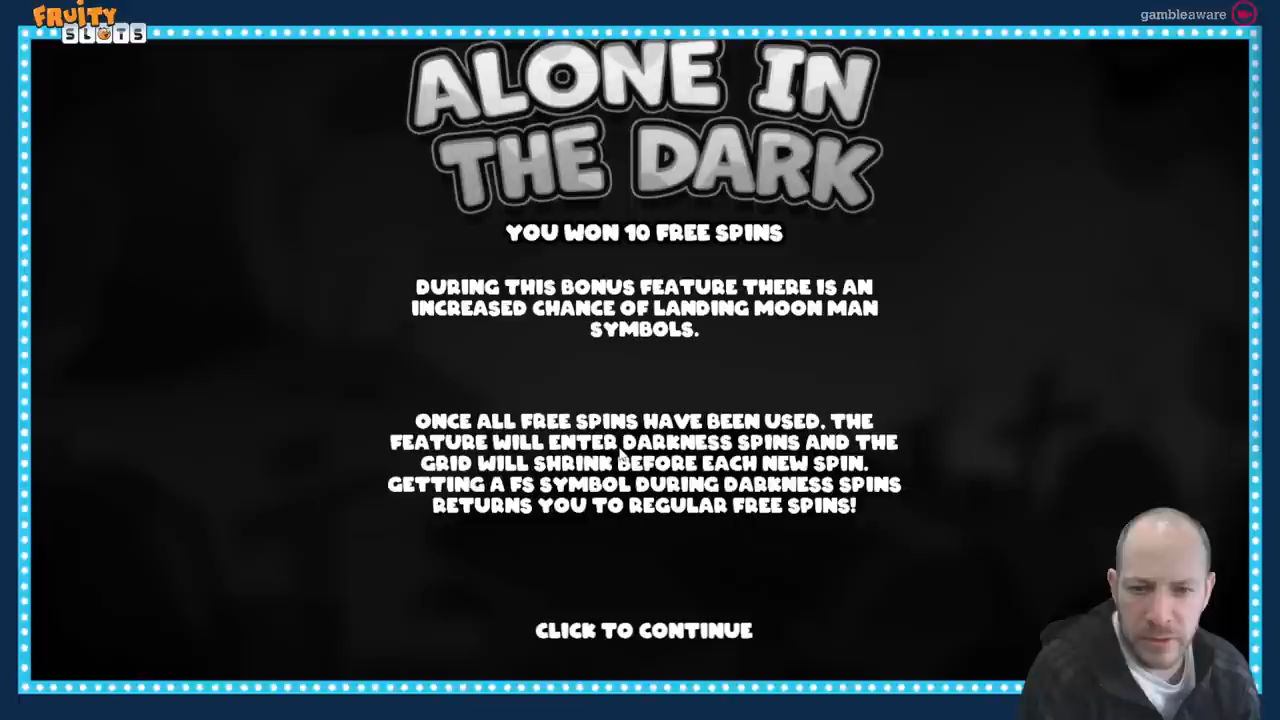 FRUITY
SLOTS
gambleaware
ALONE IN
THE DARK
YOU WON 10 FREE SPINS
DURING THIS BONUS FEATURE THERE IS AN
INCREASED CHANCE OF LANDING MOON MAN
SYMBOLS.
ONCE ALL FREE SPINS HAVE BEEN USED, THE
FEATURE WILL ENTER DARKNESS SPINS AND THE
GRID WILL SHRINK BEFORE EACH NEW SPIN.
GETTING A FS SYMBOL DURING DARKNESS SPINS
RETURNS YOU TO REGULAR FREE SPINS!
CLICK TO CONTINUE